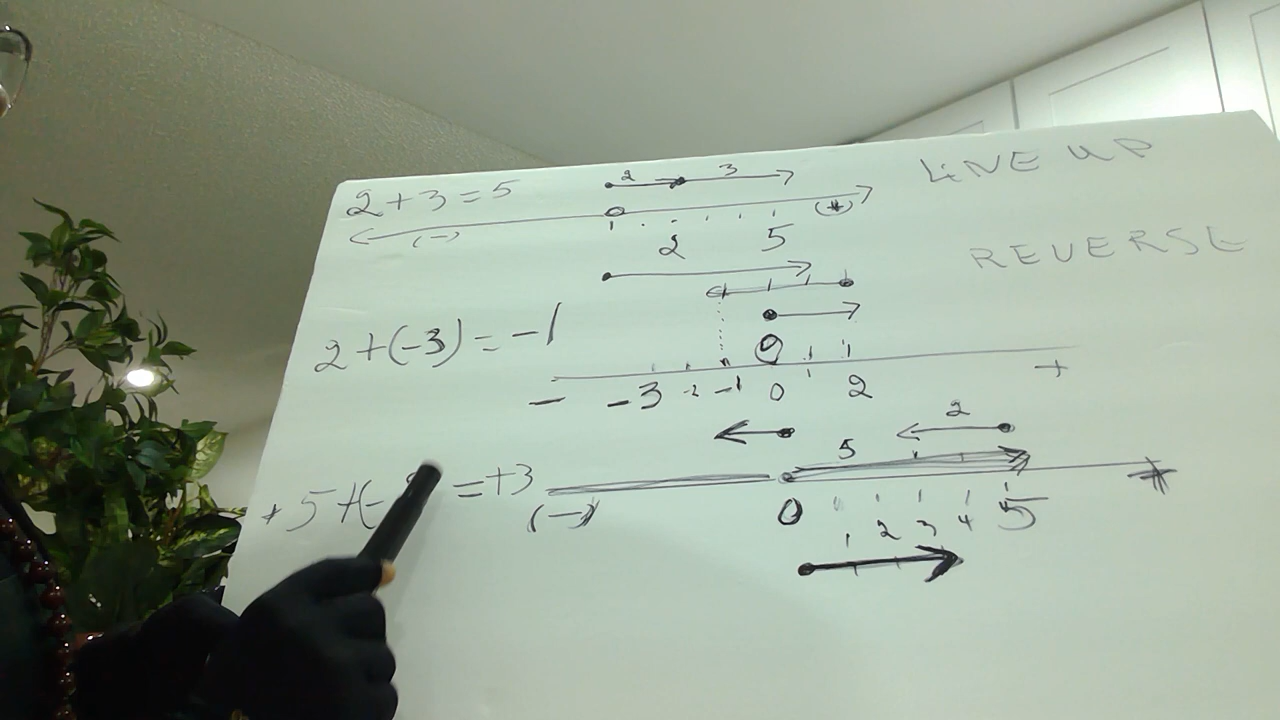 2+3=5
2 3
LINE UP
(-) 0 (+)
2 5
REVERSE
2+(-3)=-1
0
- -3 -2 -1 0 2 +
2
5
+5+(- =+3
(-) 0 1 2 3 4 5 +